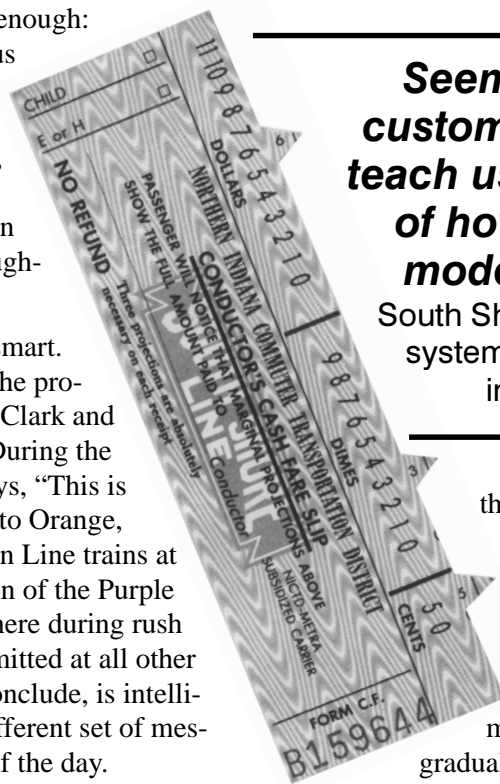 enough:
us
n
ugh-
smart.
he pro-
Clark and
During the
ys, “This is
to Orange,
n Line trains at
n of the Purple
here during rush
mitted at all other
onclude, is intelli-
fferent set of mes-
f the day.
CHILD
E or H
NO REFUND
11 10 9 8 7 6 5 4 3 2 1 0
DOLLARS
6
9 8 7 6 5 4 3 2 1 0
DIMES
3
5 0
CENTS
5
NORTHERN INDIANA COMMUTER TRANSPORTATION DISTRICT
CONDUCTOR'S CASH FARE SLIP
PASSENGER WILL NOTICE THAT MARGINAL PROJECTIONS ABOVE
SHOW THE FULL AMOUNT PAID TO
Conductor
NICTD-METRA
SUBSIDIZED CARRIER
SHORE
LINE
Three projections are absolutely
necessary on each receipt
FORM C.F.
B159644
Seem
custom
teach us
of ho
mode
South Sh
system
in
th
m
gradual